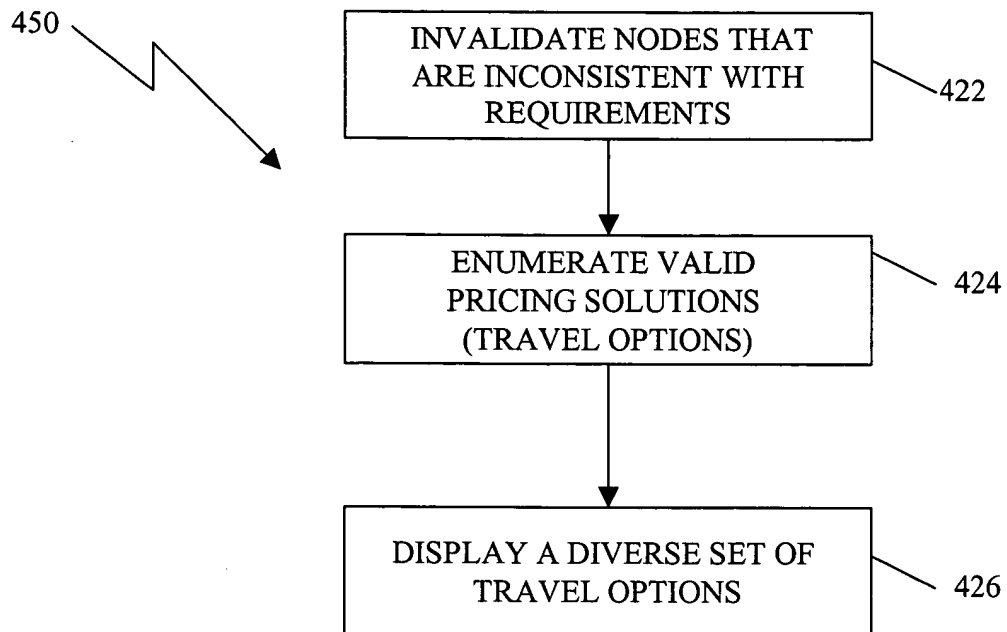 450
INVALIDATE NODES THAT
ARE INCONSISTENT WITH
REQUIREMENTS
422
ENUMERATE VALID
PRICING SOLUTIONS
(TRAVEL OPTIONS)
424
DISPLAY A DIVERSE SET OF
TRAVEL OPTIONS
426